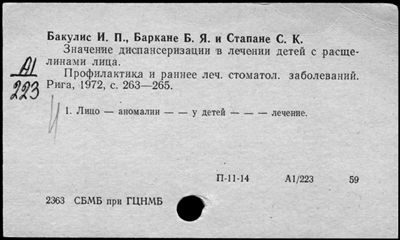 Бакулис И. П., Баркане Б. Я. и Стапане С. К.
Значение диспансеризации в лечении детей с расще-
линами лица.
Профилактика и раннее леч. стоматол. заболеваний.
Рига, 1972, с. 263—265.
А1
223
1. Лицо — аномалии — — у детей — — — лечение.
П-11-14 А1/223 59
2363 СБМБ при ГЦНМБ